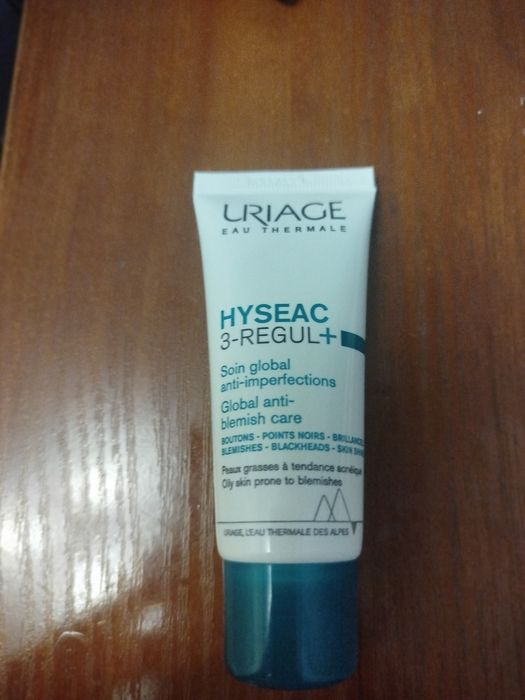 URIAGE
EAU THERMALE
HYSEAC
3-REGUL+
Soin global
anti-imperfections
Global anti-
blemish care
BOUTONS - POINTS NOIRS - BRILLANCE
BLEMISHES - BLACKHEADS - SKIN SHINE
Peaux grasses à tendance acnéique
Oily skin prone to blemishes
URIAGE, L'EAU THERMALE DES ALPES